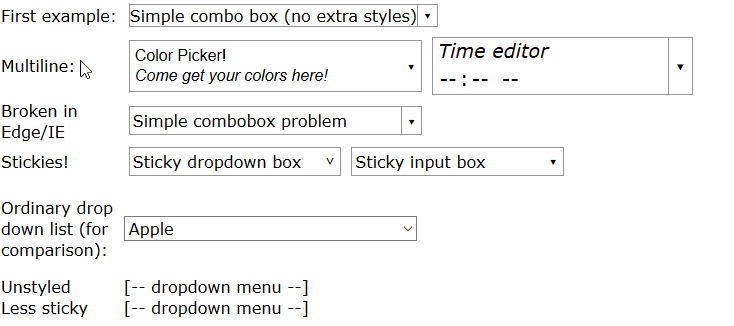 First example: Simple combo box (no extra styles) ▾
Multiline: Color Picker! Time editor
Come get your colors here! --:-- --
Broken in
Edge/IE Simple combobox problem
Stickies! Sticky dropdown box Sticky input box
Ordinary drop
down list (for Apple
comparison):
Unstyled [-- dropdown menu --]
Less sticky [-- dropdown menu --]